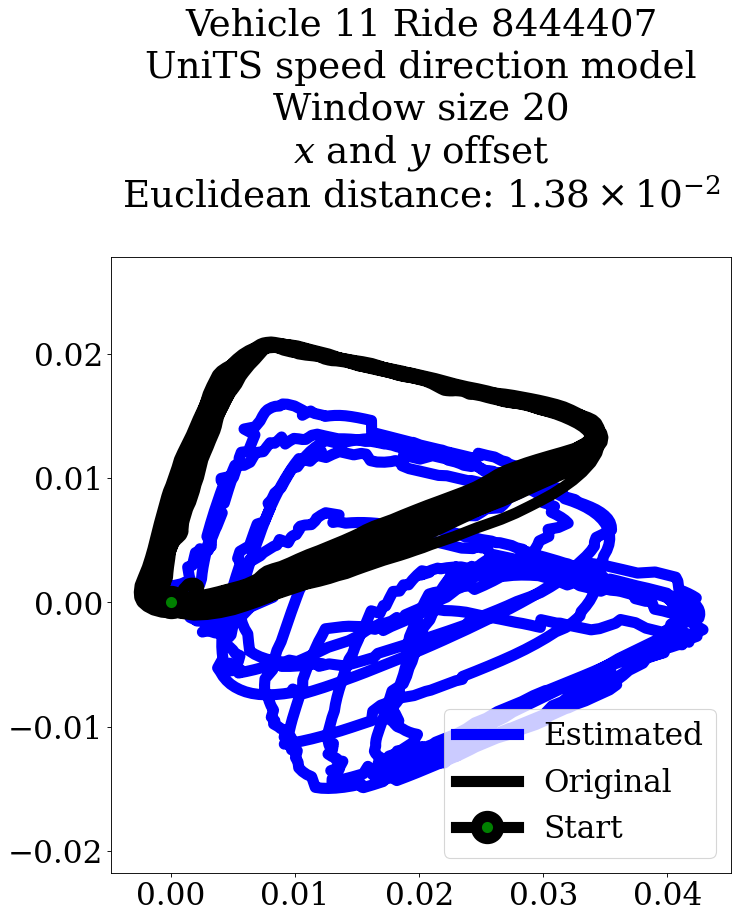 Vehicle 11 Ride 8444407
UniTS speed direction model
Window size 20
x and y offset
Euclidean distance: 1.38 × 10⁻²
0.02
0.01
0.00
−0.01
−0.02
Estimated
Original
Start
0.00 0.01 0.02 0.03 0.04